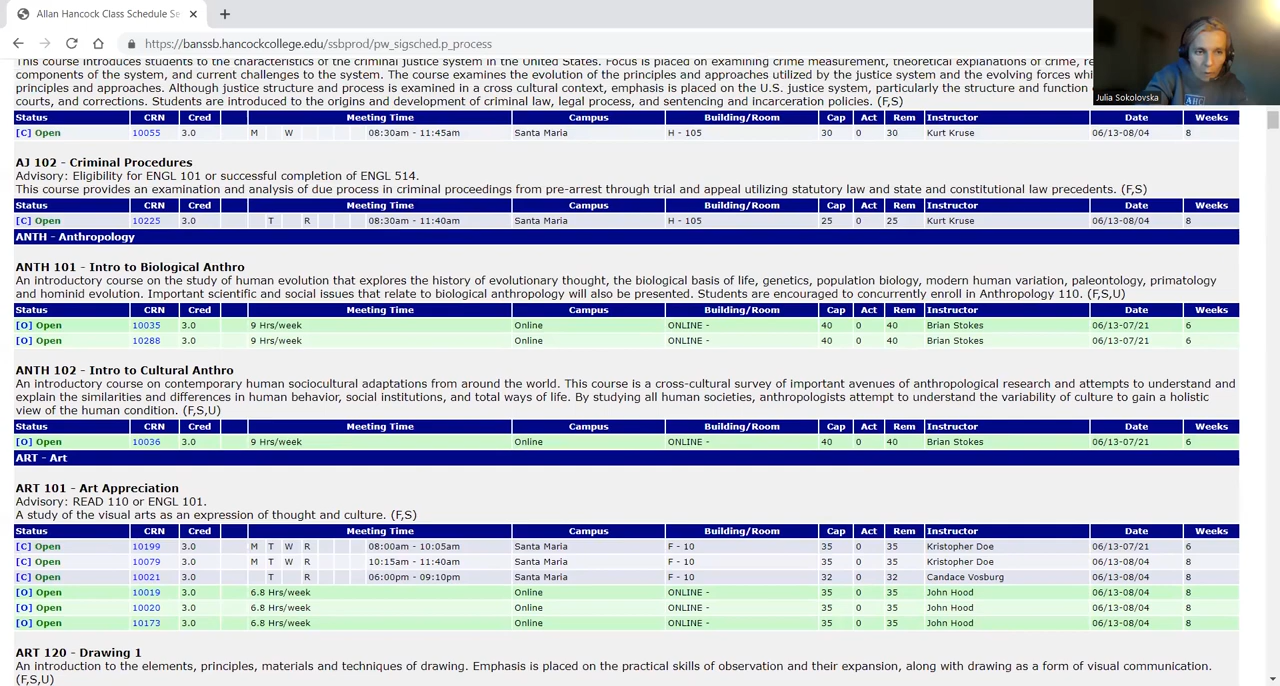 Allan Hancock Class Schedule Se
https://banssb.hancockcollege.edu/ssbprod/pw_sigsched.p_process
Julia Sokolovska
AHC
This course introduces students to the characteristics of the criminal justice system in the United States. Focus is placed on examining crime measurement, theoretical explanations of crime, re
components of the system, and current challenges to the system. The course examines the evolution of the principles and approaches utilized by the justice system and the evolving forces whi
principles and approaches. Although justice structure and process is examined in a cross cultural context, emphasis is placed on the U.S. justice system, particularly the structure and function
courts, and corrections. Students are introduced to the origins and development of criminal law, legal process, and sentencing and incarceration policies. (F,S)
Status CRN Cred Meeting Time Campus Building/Room Cap Act Rem Instructor Date Weeks
[C] Open 10055 3.0 M W 08:30am - 11:45am Santa Maria H - 105 30 0 30 Kurt Kruse 06/13-08/04 8
AJ 102 - Criminal Procedures
Advisory: Eligibility for ENGL 101 or successful completion of ENGL 514.
This course provides an examination and analysis of due process in criminal proceedings from pre-arrest through trial and appeal utilizing statutory law and state and constitutional law precedents. (F,S)
Status CRN Cred Meeting Time Campus Building/Room Cap Act Rem Instructor Date Weeks
[C] Open 10225 3.0 T R 08:30am - 11:40am Santa Maria H - 105 25 0 25 Kurt Kruse 06/13-08/04 8
ANTH - Anthropology
ANTH 101 - Intro to Biological Anthro
An introductory course on the study of human evolution that explores the history of evolutionary thought, the biological basis of life, genetics, population biology, modern human variation, paleontology, primatology
and hominid evolution. Important scientific and social issues that relate to biological anthropology will also be presented. Students are encouraged to concurrently enroll in Anthropology 110. (F,S,U)
Status CRN Cred Meeting Time Campus Building/Room Cap Act Rem Instructor Date Weeks
[O] Open 10035 3.0 9 Hrs/week Online ONLINE - 40 0 40 Brian Stokes 06/13-07/21 6
[O] Open 10288 3.0 9 Hrs/week Online ONLINE - 40 0 40 Brian Stokes 06/13-07/21 6
ANTH 102 - Intro to Cultural Anthro
An introductory course on contemporary human sociocultural adaptations from around the world. This course is a cross-cultural survey of important avenues of anthropological research and attempts to understand and
explain the similarities and differences in human behavior, social institutions, and total ways of life. By studying all human societies, anthropologists attempt to understand the variability of culture to gain a holistic
view of the human condition. (F,S,U)
Status CRN Cred Meeting Time Campus Building/Room Cap Act Rem Instructor Date Weeks
[O] Open 10036 3.0 9 Hrs/week Online ONLINE - 40 0 40 Brian Stokes 06/13-07/21 6
ART - Art
ART 101 - Art Appreciation
Advisory: READ 110 or ENGL 101.
A study of the visual arts as an expression of thought and culture. (F,S)
Status CRN Cred Meeting Time Campus Building/Room Cap Act Rem Instructor Date Weeks
[C] Open 10199 3.0 M T W R 08:00am - 10:05am Santa Maria F - 10 35 0 35 Kristopher Doe 06/13-07/21 6
[C] Open 10079 3.0 M T W R 10:15am - 11:40am Santa Maria F - 10 35 0 35 Kristopher Doe 06/13-08/04 8
[C] Open 10021 3.0 T R 06:00pm - 09:10pm Santa Maria F - 10 32 0 32 Candace Vosburg 06/13-08/04 8
[O] Open 10019 3.0 6.8 Hrs/week Online ONLINE - 35 0 35 John Hood 06/13-08/04 8
[O] Open 10020 3.0 6.8 Hrs/week Online ONLINE - 35 0 35 John Hood 06/13-08/04 8
[O] Open 10173 3.0 6.8 Hrs/week Online ONLINE - 35 0 35 John Hood 06/13-08/04 8
ART 120 - Drawing 1
An introduction to the elements, principles, materials and techniques of drawing. Emphasis is placed on the practical skills of observation and their expansion, along with drawing as a form of visual communication.
(F,S,U)